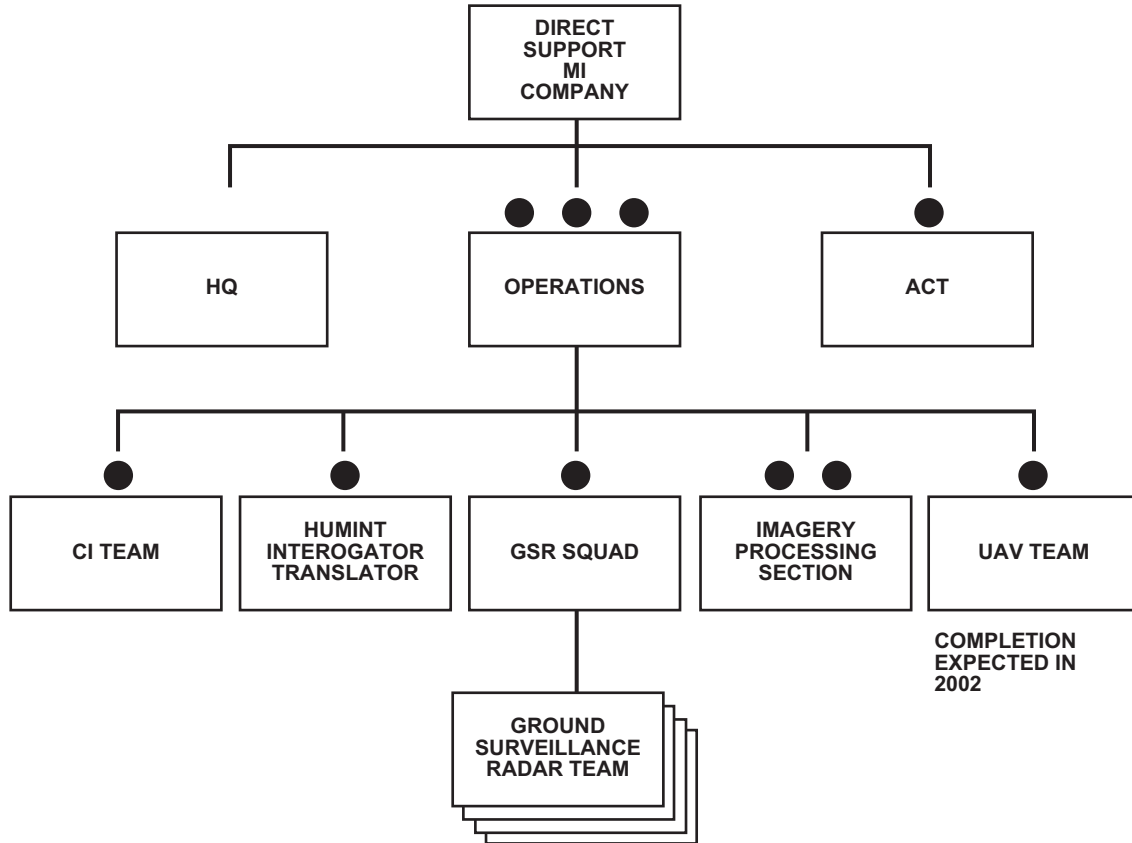 DIRECT
SUPPORT
MI
COMPANY
HQ
OPERATIONS
ACT
CI TEAM
HUMINT
INTEROGATOR
TRANSLATOR
GSR SQUAD
IMAGERY
PROCESSING
SECTION
UAV TEAM
COMPLETION
EXPECTED IN
2002
GROUND
SURVEILLANCE
RADAR TEAM